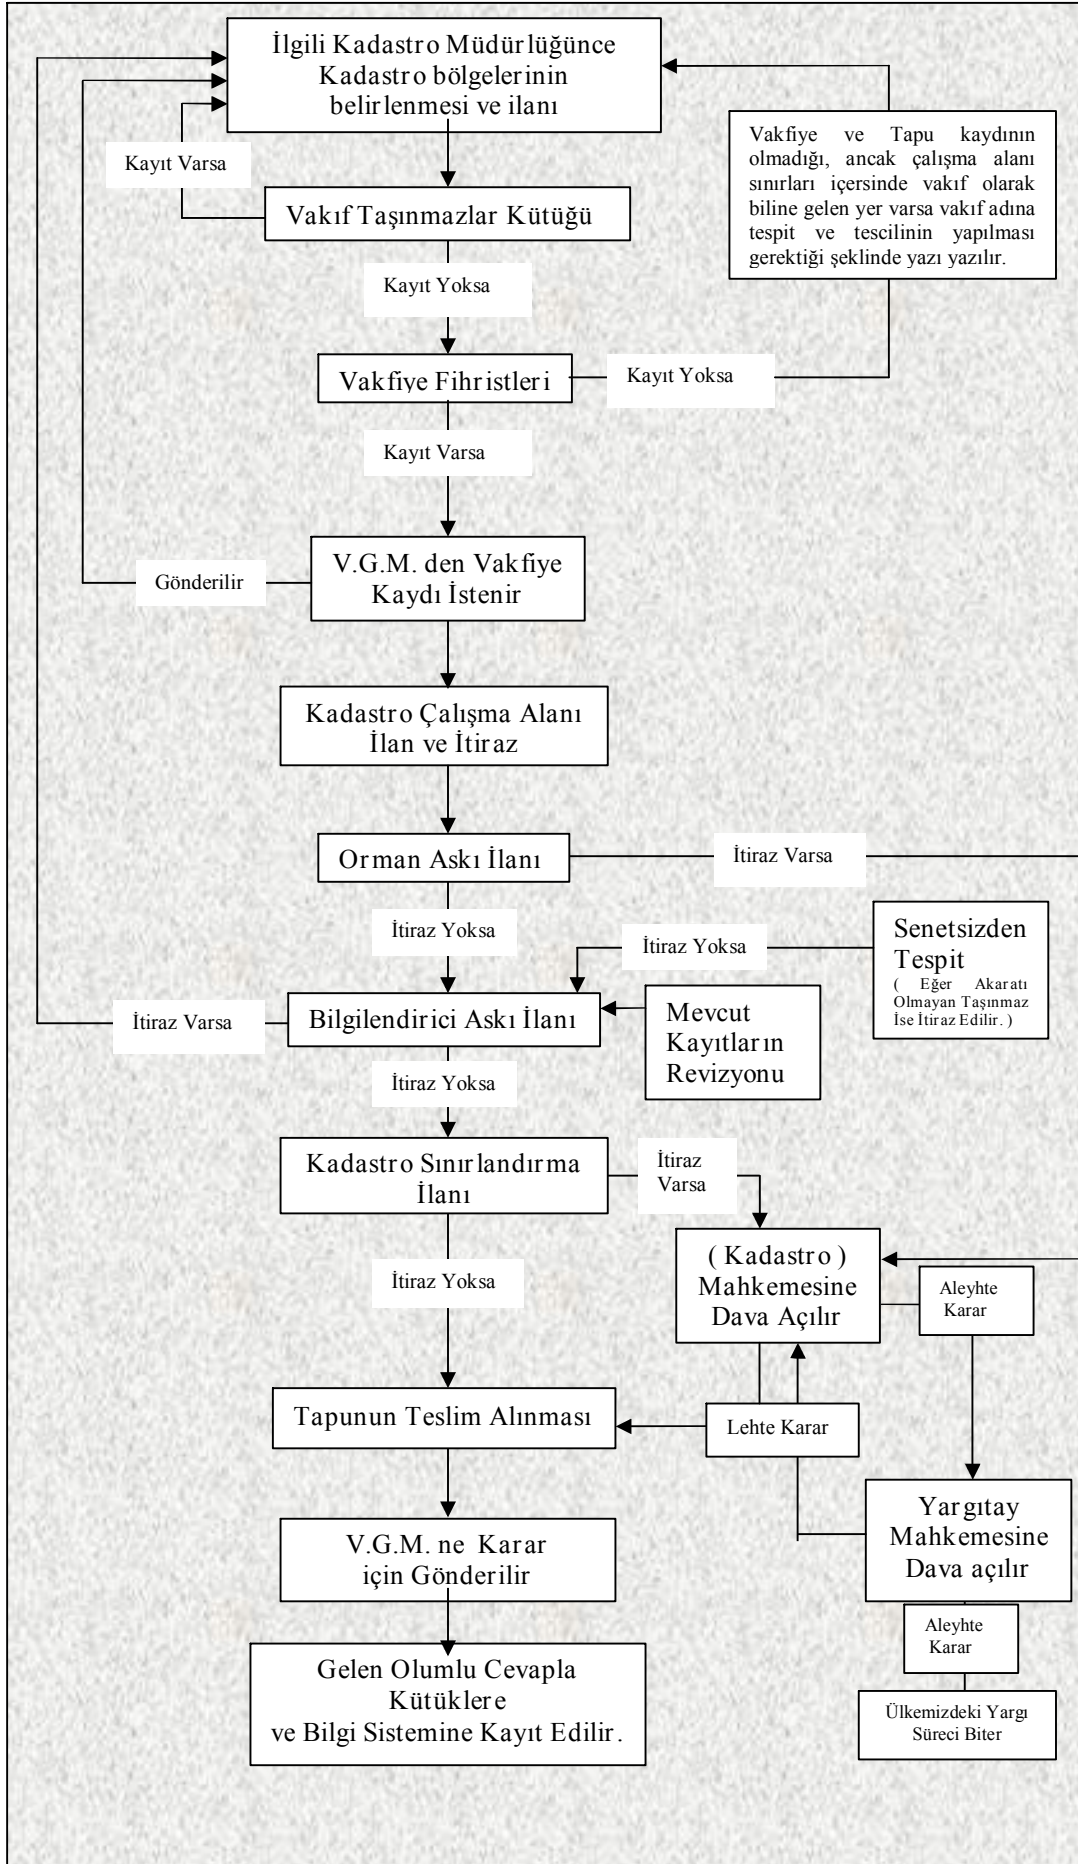 İlgili Kadastro Müdürlüğünce
Kadastro bölgelerinin
belirlenmesi ve ilanı
Kayıt Varsa
Vakfiye ve Tapu kaydının
olmadığı, ancak çalışma alanı
sınırları içersinde vakıf olarak
biline gelen yer varsa vakıf adına
tespit ve tescilinin yapılması
gerektiği şeklinde yazı yazılır.
Vakıf Taşınmazlar Kütüğü
Kayıt Yoksa
Vakfiye Fihristleri
Kayıt Yoksa
Kayıt Varsa
V.G.M. den Vakfiye
Kaydı İstenir
Gönderilir
Kadastro Çalışma Alanı
İlan ve İtiraz
Orman Askı İlanı
İtiraz Varsa
İtiraz Yoksa
İtiraz Yoksa
Senetsizden
Tespit
( Eğer Akaratı
Olmayan Taşınmaz
İse İtiraz Edilir. )
İtiraz Varsa
Bilgilendirici Askı İlanı
Mevcut
Kayıtların
Revizyonu
İtiraz Yoksa
Kadastro Sınırlandırma
İlanı
İtiraz
Varsa
İtiraz Yoksa
( Kadastro )
Mahkemesine
Dava Açılır
Aleyhte
Karar
Tapunun Teslim Alınması
Lehte Karar
Yargıtay
Mahkemesine
Dava açılır
V.G.M. ne Karar
için Gönderilir
Aleyhte
Karar
Gelen Olumlu Cevapla
Kütüklere
ve Bilgi Sistemine Kayıt Edilir.
Ülkemizdeki Yargı
Süreci Biter